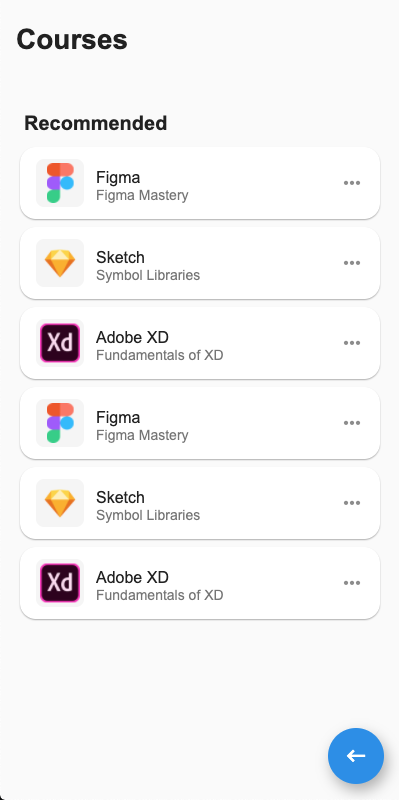 Courses
Recommended
Figma
Figma Mastery
Sketch
Symbol Libraries
Xd
Adobe XD
Fundamentals of XD
Figma
Figma Mastery
Sketch
Symbol Libraries
Xd
Adobe XD
Fundamentals of XD